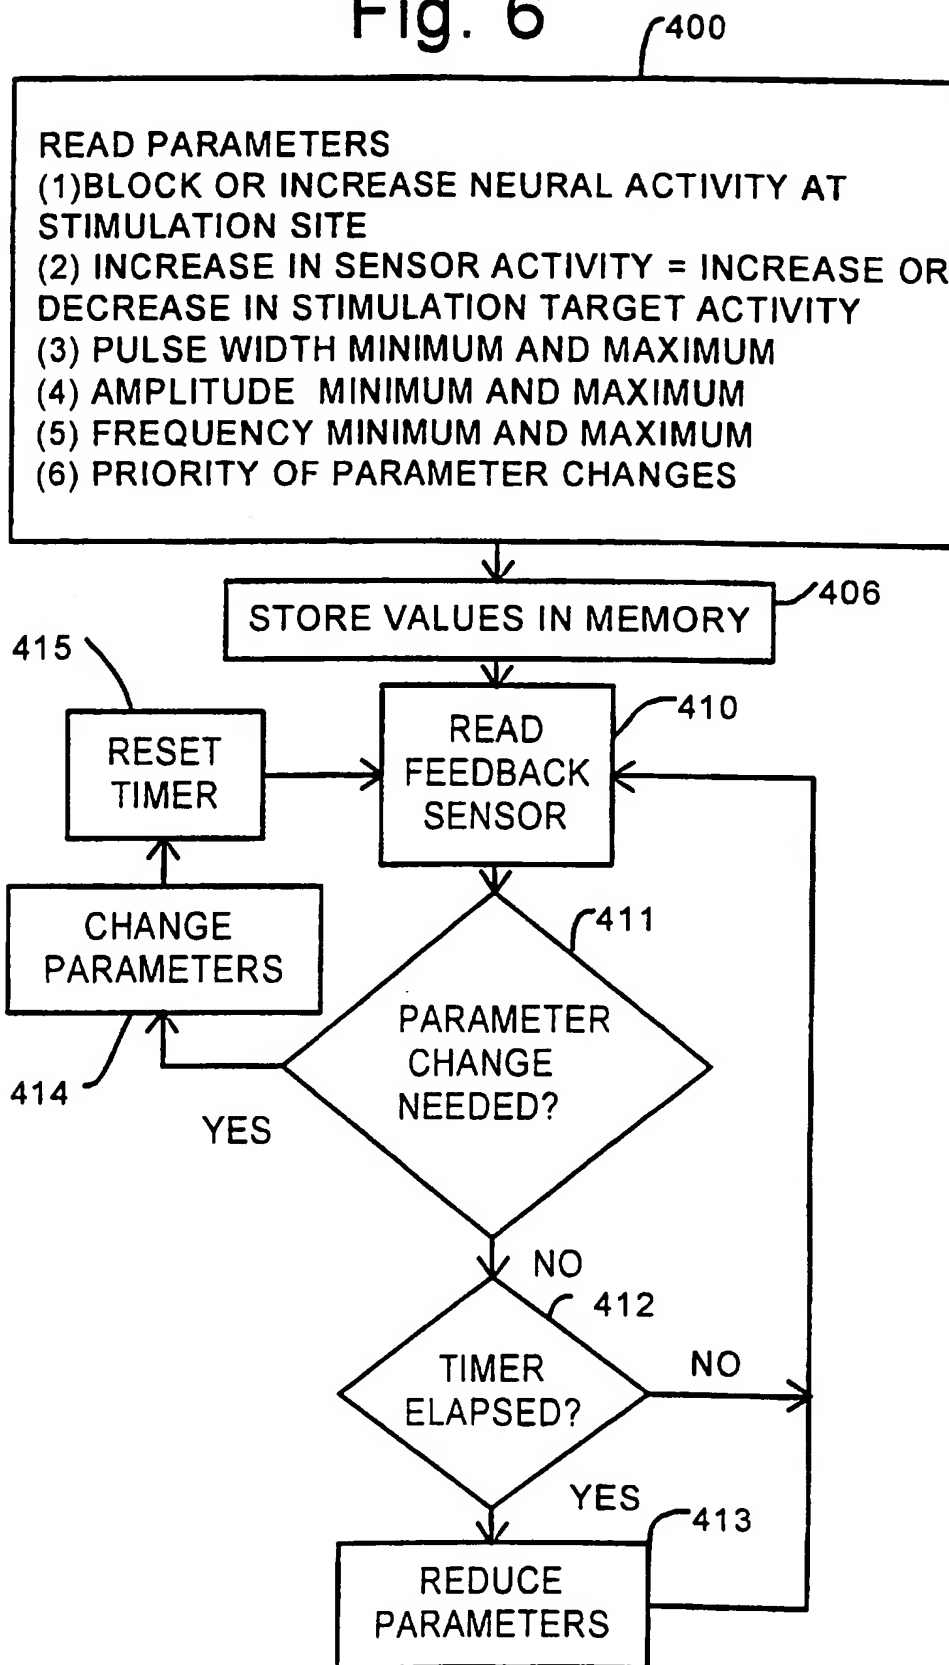 Fig. 6
400
READ PARAMETERS
(1)BLOCK OR INCREASE NEURAL ACTIVITY AT
STIMULATION SITE
(2) INCREASE IN SENSOR ACTIVITY = INCREASE OR
DECREASE IN STIMULATION TARGET ACTIVITY
(3) PULSE WIDTH MINIMUM AND MAXIMUM
(4) AMPLITUDE MINIMUM AND MAXIMUM
(5) FREQUENCY MINIMUM AND MAXIMUM
(6) PRIORITY OF PARAMETER CHANGES
STORE VALUES IN MEMORY
406
415
RESET
TIMER
READ
FEEDBACK
SENSOR
410
CHANGE
PARAMETERS
414
411
PARAMETER
CHANGE
NEEDED?
YES
NO
412
TIMER
ELAPSED?
NO
YES
413
REDUCE
PARAMETERS